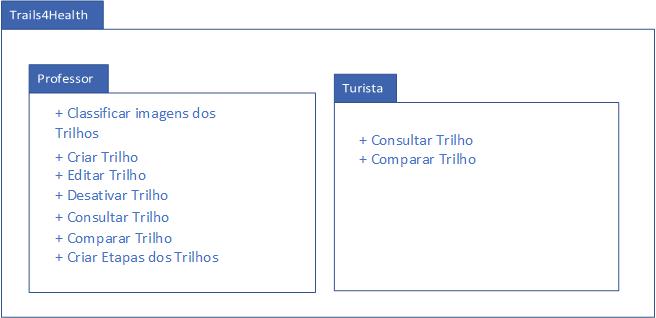 Trails4Health
Professor
+ Classificar imagens dos
Trilhos
+ Criar Trilho
+ Editar Trilho
+ Desativar Trilho
+ Consultar Trilho
+ Comparar Trilho
+ Criar Etapas dos Trilhos
Turista
+ Consultar Trilho
+ Comparar Trilho